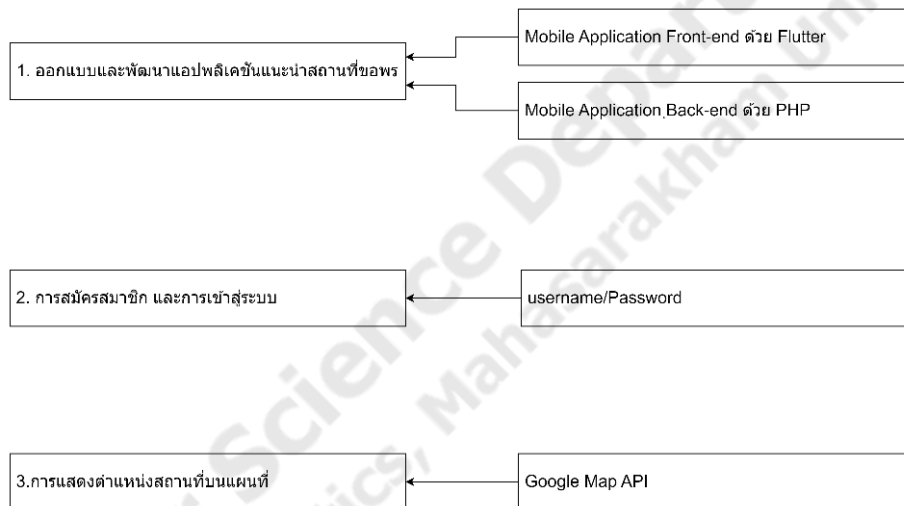 Mobile Application Front-end ด้วย Flutter
1. ออกแบบและพัฒนาแอปพลิเคชันแนะนำสถานที่ขอพร
Mobile Application Back-end ด้วย PHP
2. การสมัครสมาชิก และการเข้าสู่ระบบ
username/Password
3.การแสดงตำแหน่งสถานที่บนแผนที่
Google Map API
Science
Mahasarakham